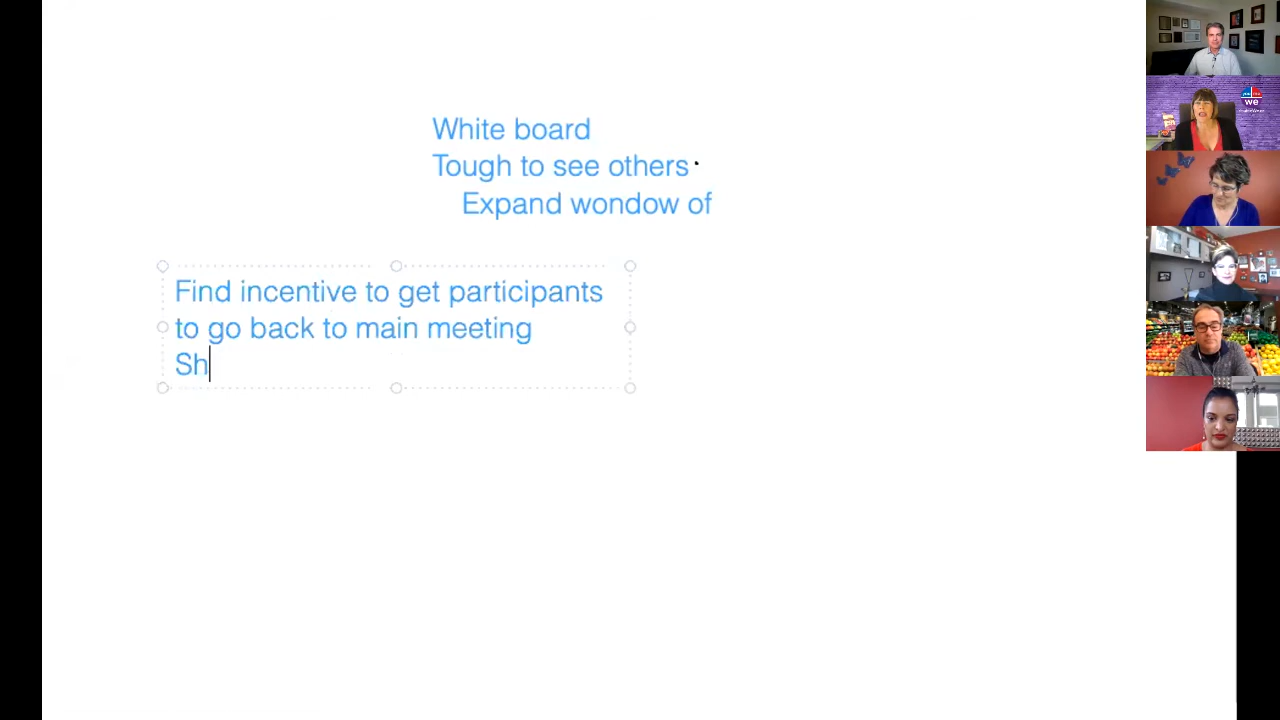 White board
Tough to see others
Expand wondow of
Find incentive to get participants
to go back to main meeting
Sh
we